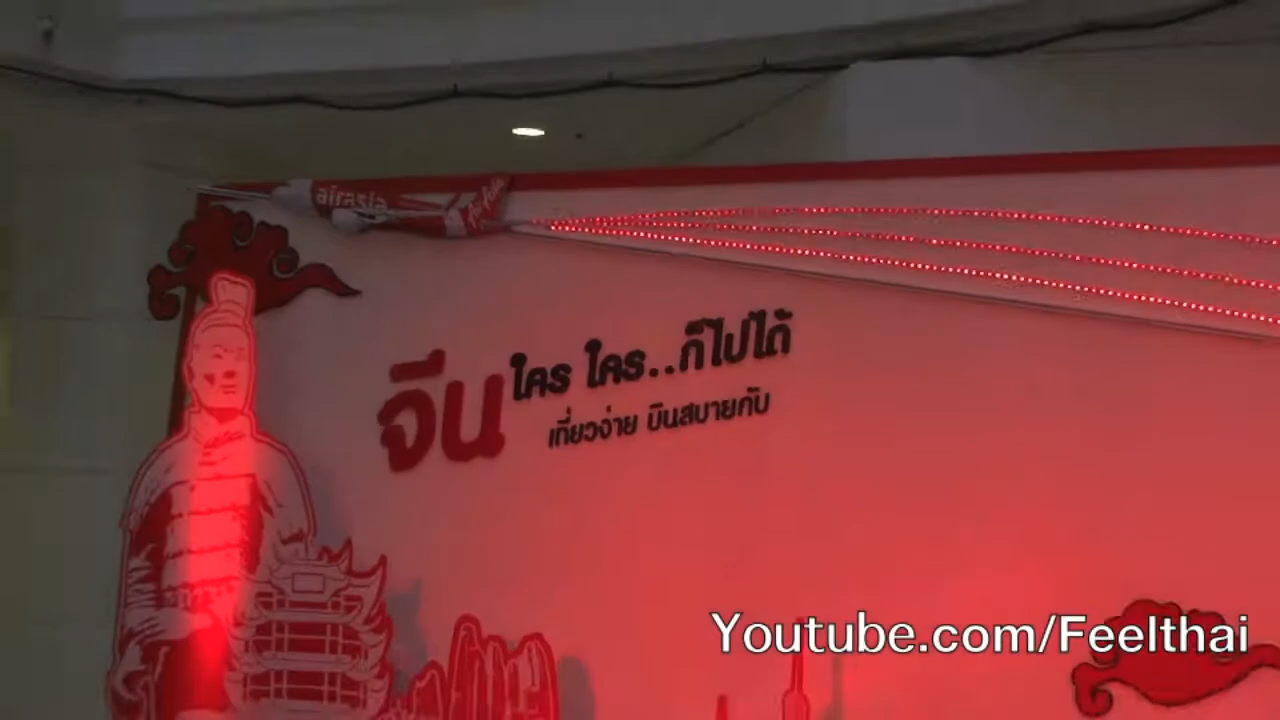 airasia
AirAsia
จีน ใคร ใคร..ก็ไปได้
เที่ยวง่าย บินสบายกับ
Youtube.com/Feelthai